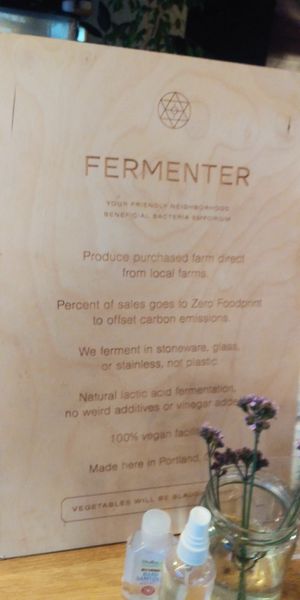 FERMENTER
YOUR FRIENDLY NEIGHBORHOOD
BENEFICIAL BACTERIA EMPORIUM
Produce purchased farm direct
from local farms.
Percent of sales goes to Zero Foodprint
to offset carbon emissions.
We ferment in stoneware, glass,
or stainless, not plastic.
Natural lactic acid fermentation,
no weird additives or vinegar
100% vegan
Made here in Portland,
VEGETABLES WILL BE
HAND
SANITIZER